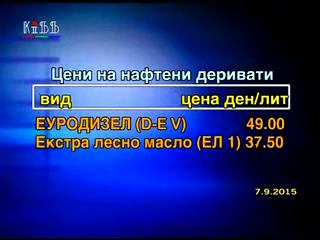 КТББ
Цени на нафтени деривати
вид цена ден/лит
ЕУРОДИЗЕЛ (D-E V) 49.00
Екстра лесно масло (ЕЛ 1) 37.50
7.9.2015